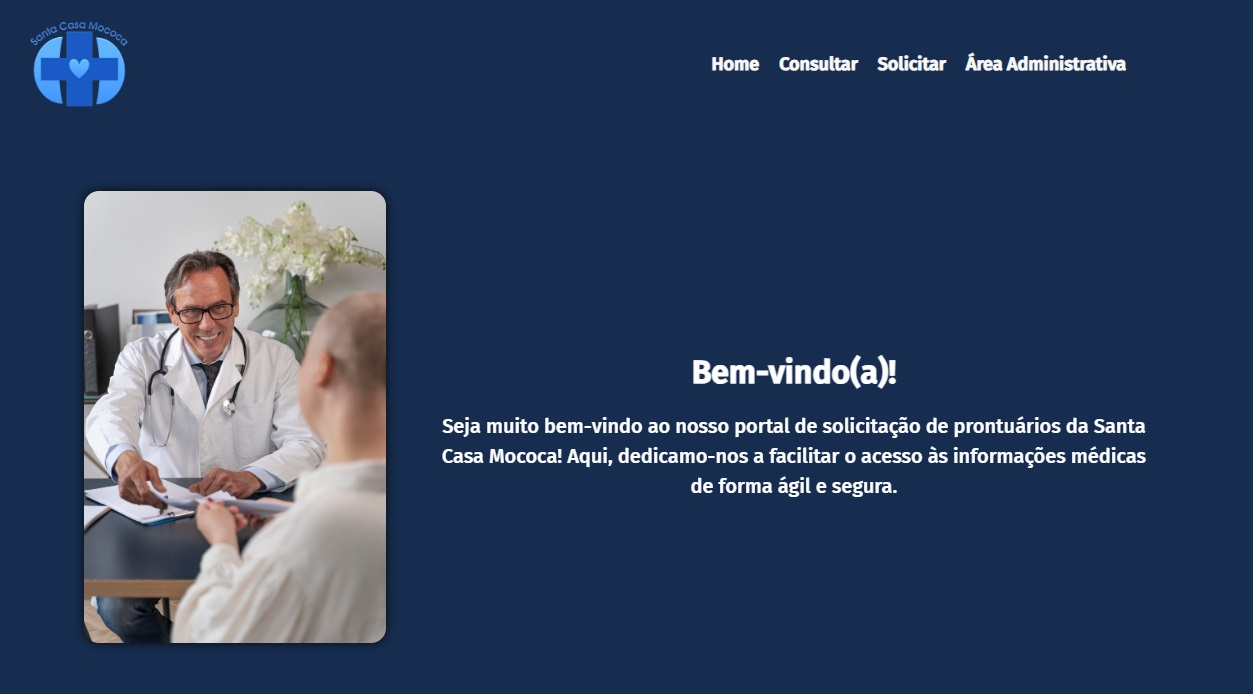 Santa Casa Mococa
Home Consultar Solicitar Área Administrativa
Bem-vindo(a)!
Seja muito bem-vindo ao nosso portal de solicitação de prontuários da Santa
Casa Mococa! Aqui, dedicamo-nos a facilitar o acesso às informações médicas
de forma ágil e segura.